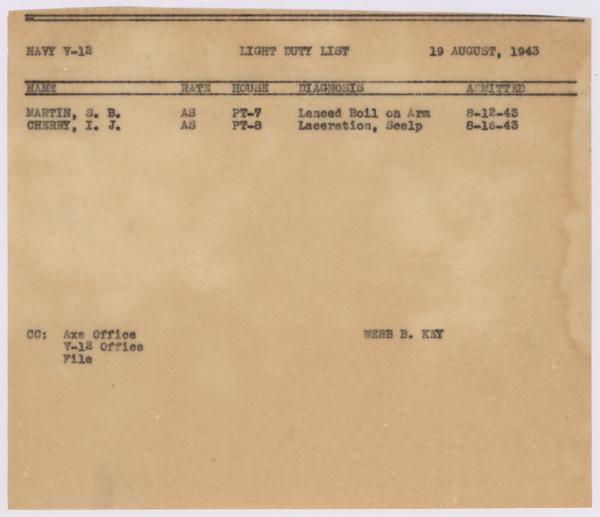 NAVY V-12 LIGHT DUTY LIST 19 AUGUST, 1943
NAME RATE HOUSE DIAGNOSIS ADMITTED
MARTIN, S. B. AS PT-7 Lanced Boil on Arm 8-12-43
CHERRY, I. J. AS PT-8 Laceration, Scalp 8-16-43
CC: Axe Office WEBB B. KEY
V-12 Office
File